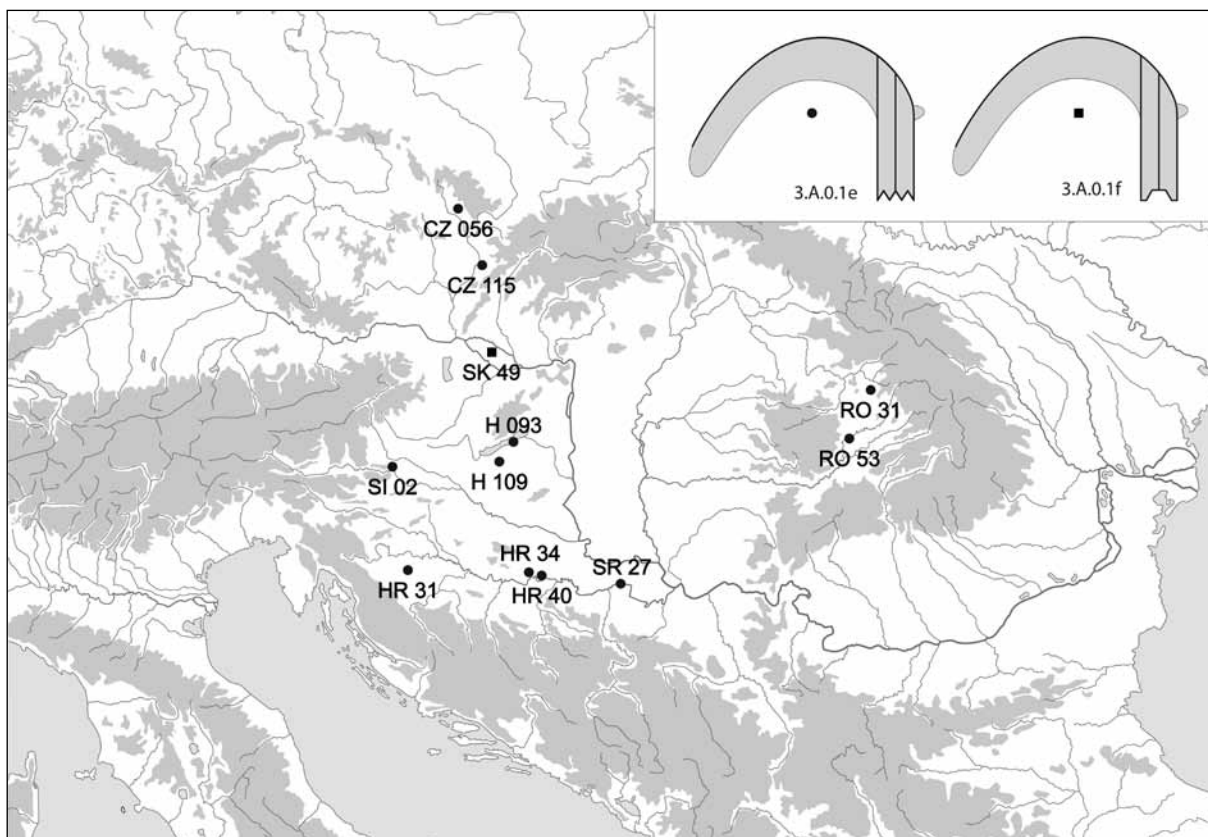 3.A.0.1e
3.A.0.1f
CZ 056
CZ 115
SK 49
RO 31
H 093
RO 53
H 109
SI 02
HR 34
SR 27
HR 31
HR 40